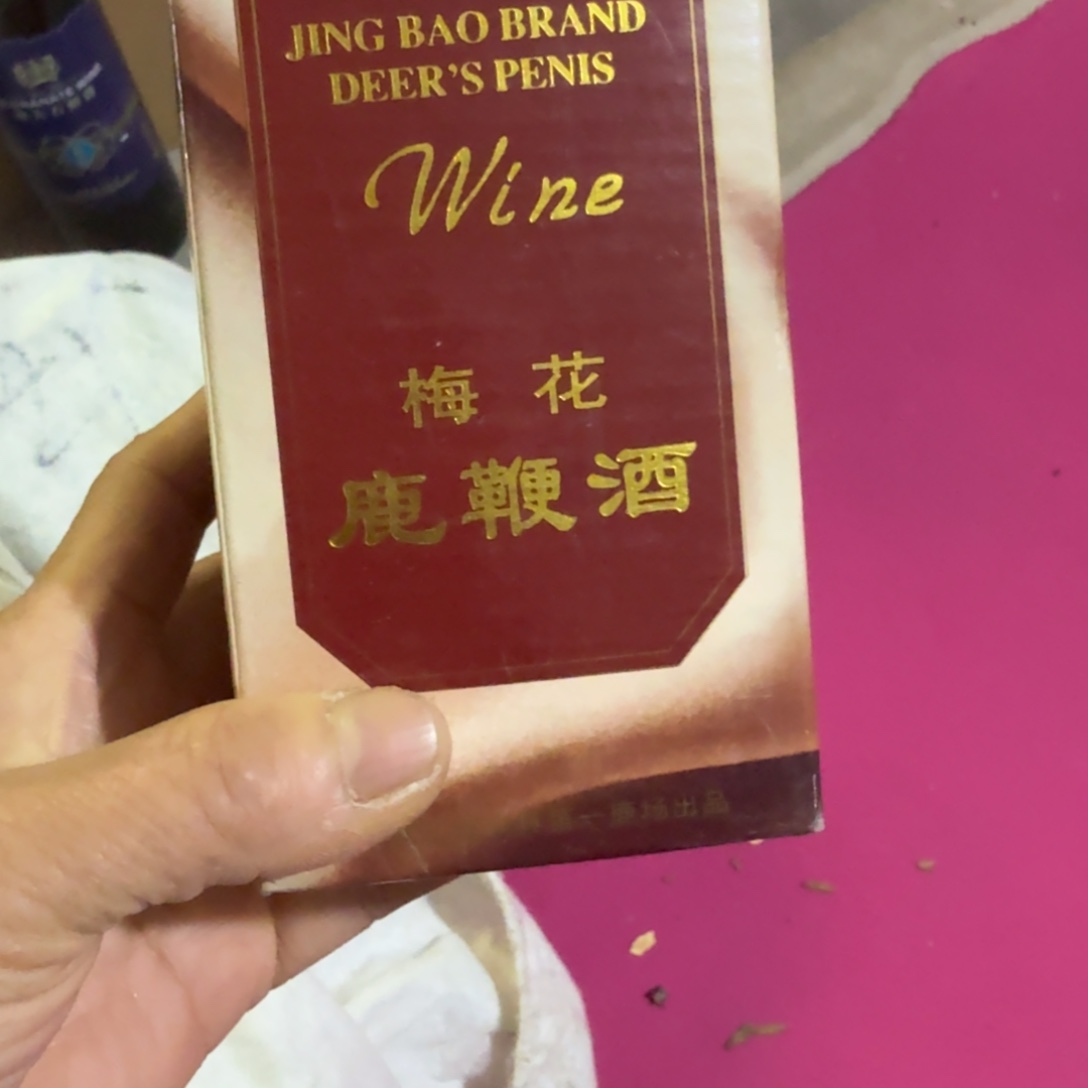 JING BAO BRAND
DEER'S PENIS
Wine
梅花
鹿鞭酒